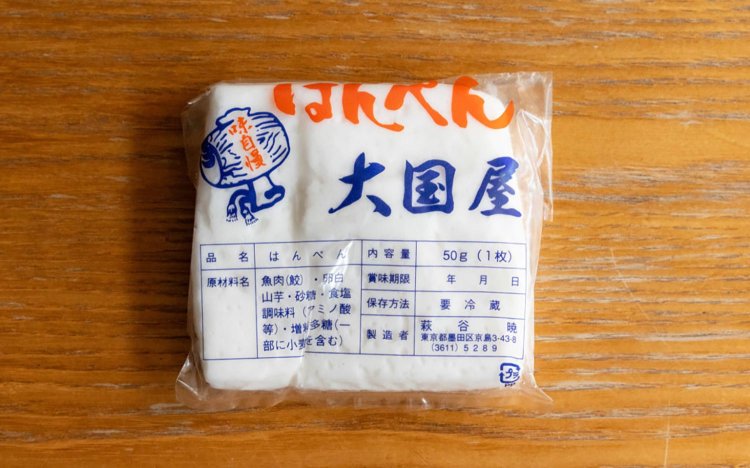 はんぺん
味自慢
大国屋
品名 はんぺん 内容量 50g（1枚）
原材料名 魚肉(鮫)・卵白
山芋・砂糖・食塩
調味料（アミノ酸
等)・増粘多糖(一
部に小麦を含む)
賞味期限 年 月 日
保存方法 要冷蔵
製造者 萩谷 暁
東京都墨田区京島3-43-8
(3611)5289
プラ